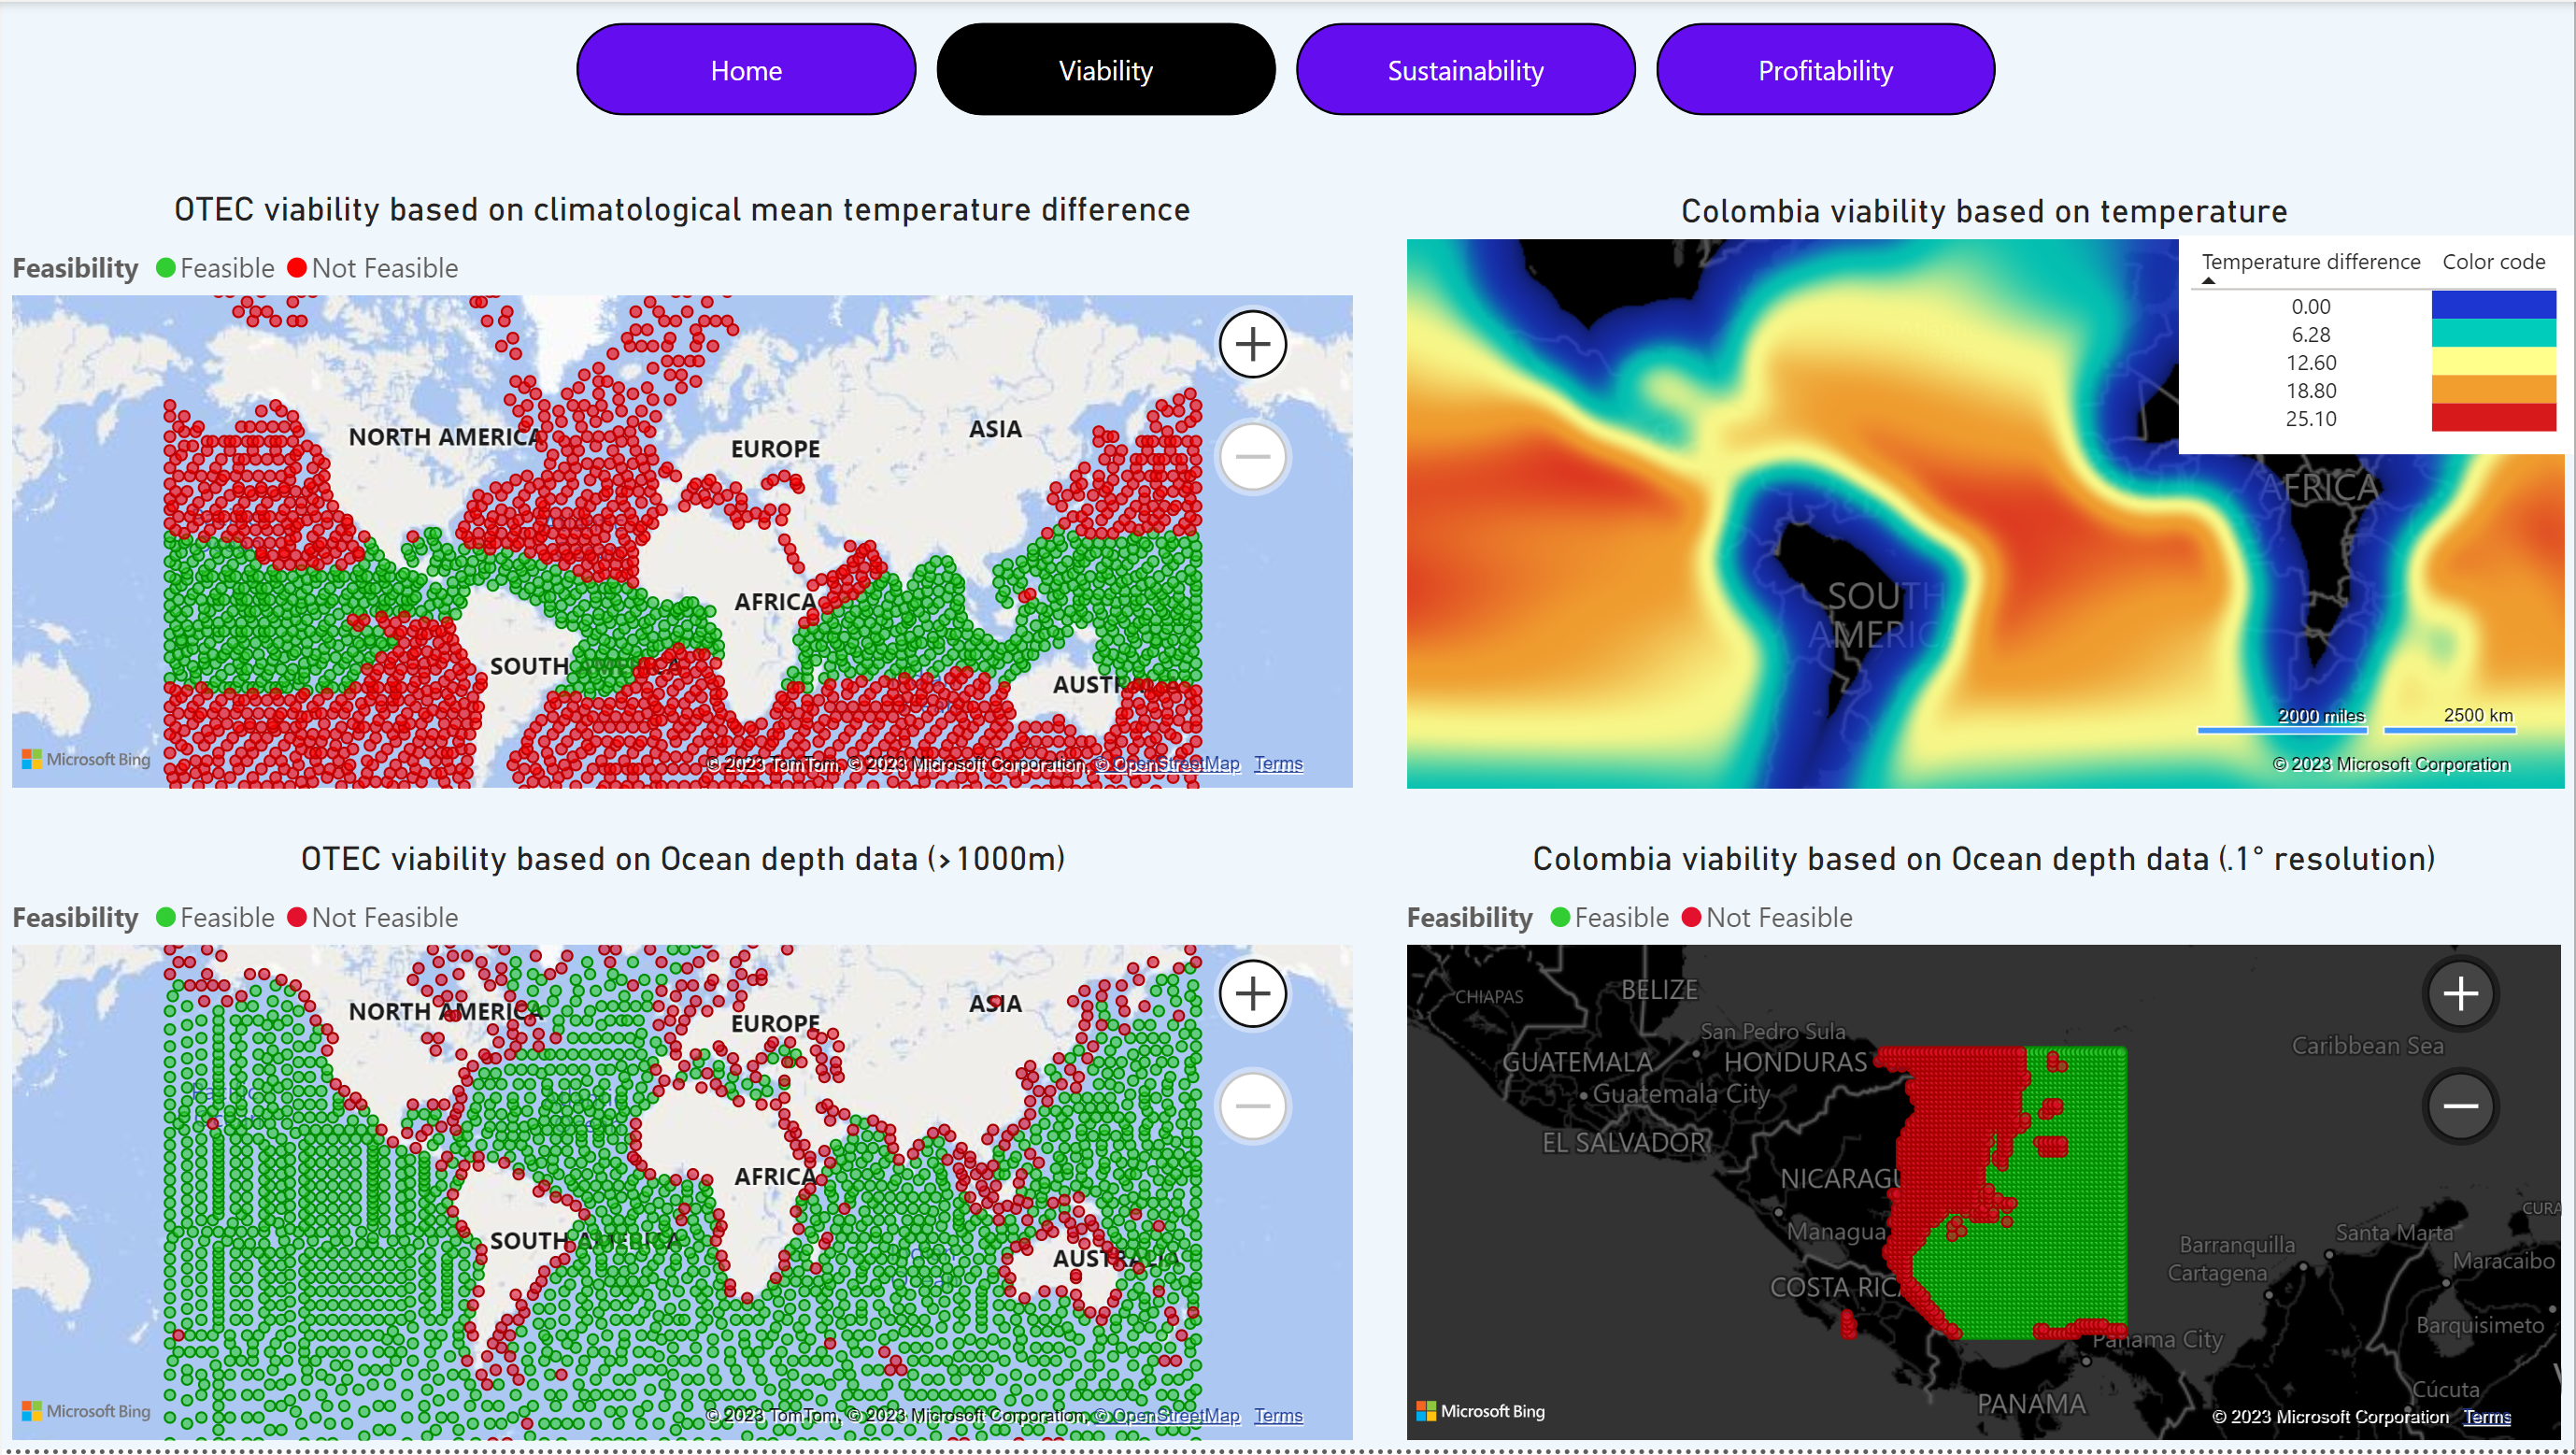 Home
Viability
Sustainability
Profitability
OTEC viability based on climatological mean temperature difference
Feasibility Feasible Not Feasible
NORTH AMERICA
EUROPE
ASIA
AFRICA
SOUTH AMERICA
Microsoft Bing
© 2023 TomTom, © 2023 Microsoft Corporation, © OpenStreetMap Terms
Colombia viability based on temperature
Temperature difference Color code
0.00
6.28
12.60
18.80
25.10
AFRICA
SOUTH
AMERICA
2000 miles 2500 km
© 2023 Microsoft Corporation
OTEC viability based on Ocean depth data (>1000m)
Feasibility Feasible Not Feasible
NORTH AMERICA
ASIA
EUROPE
AFRICA
SOUTH AMERICA
AUSTRALIA
Microsoft Bing
© 2023 TomTom, © 2023 Microsoft Corporation, © OpenStreetMap Terms
Colombia viability based on Ocean depth data (.1° resolution)
Feasibility Feasible Not Feasible
CHIAPAS
BELIZE
San Pedro Sula
Caribbean Sea
GUATEMALA
HONDURAS
Guatemala City
EL SALVADOR
NICARAGU
Managua
CURA
Santa Marta
Barranquilla
Maracaibo
Cartagena
COSTA RICA
Barquisimeto
Panama City
Cúcuta
PANAMA
Microsoft Bing
© 2023 Microsoft Corporation Terms